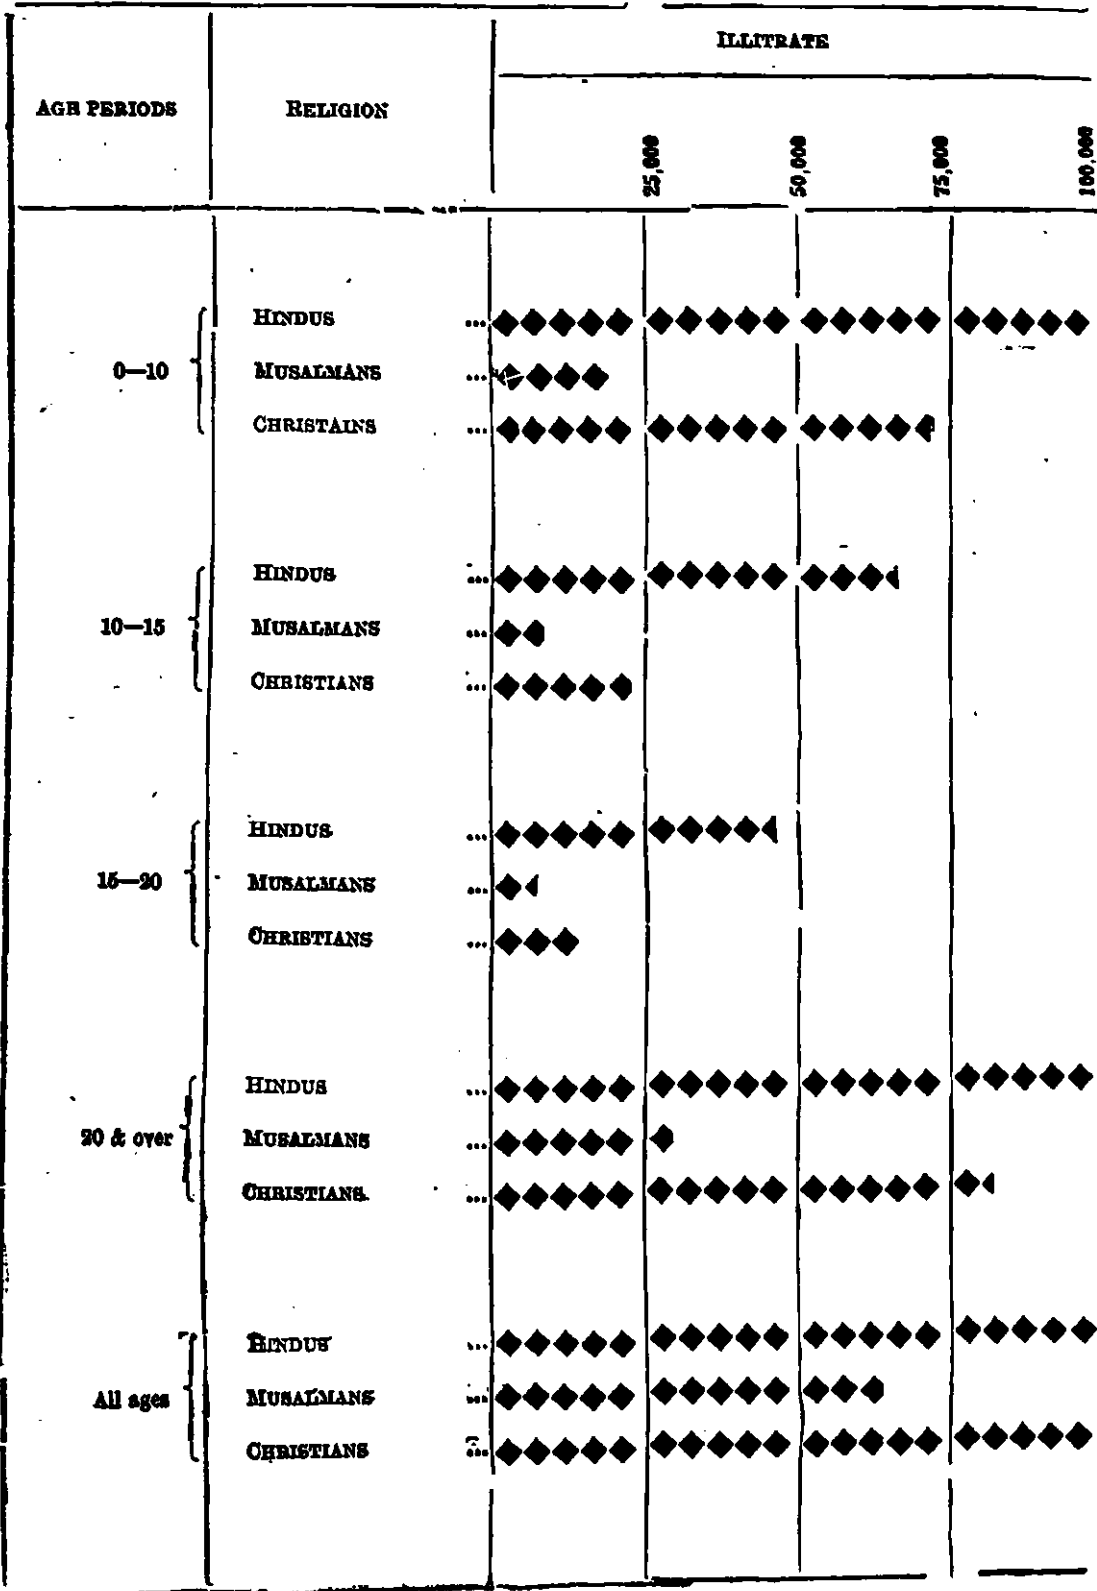 ILLITRATE
AGE PERIODS RELIGION
25,000 50,000 75,000 100,000
HINDUS ...
0—10 MUSALMANS ...
CHRISTAINS ...
HINDUS ...
10—15 MUSALMANS ...
CHRISTIANS ...
HINDUS ...
15—20 MUSALMANS ...
CHRISTIANS ...
HINDUS ...
20 & over MUSALMANS ...
CHRISTIANS. ...
HINDUS ...
All ages MUSALMANS ...
CHRISTIANS ...